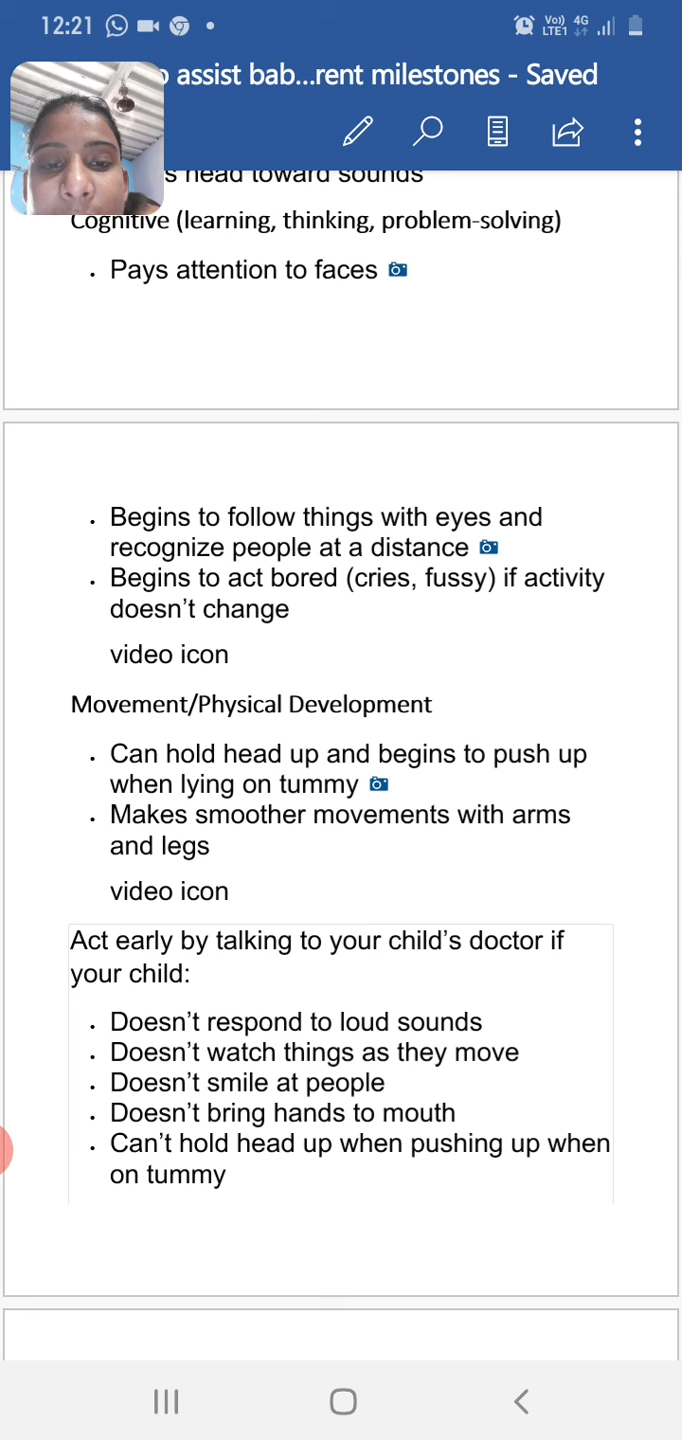 12:21
Vo))
LTE1
4G
assist bab...rent milestones - Saved
head toward sounds
Cognitive (learning, thinking, problem-solving)
• Pays attention to faces
• Begins to follow things with eyes and
recognize people at a distance
• Begins to act bored (cries, fussy) if activity
doesn't change
video icon
Movement/Physical Development
• Can hold head up and begins to push up
when lying on tummy
• Makes smoother movements with arms
and legs
video icon
Act early by talking to your child's doctor if
your child:
• Doesn't respond to loud sounds
• Doesn't watch things as they move
• Doesn't smile at people
• Doesn't bring hands to mouth
• Can't hold head up when pushing up when
on tummy